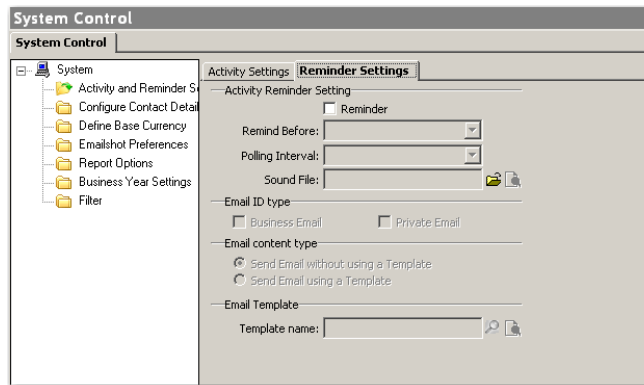 System Control
System Control
System
Activity and Reminder S
Configure Contact Detail
Define Base Currency
Emailshot Preferences
Report Options
Business Year Settings
Filter
Activity Settings
Reminder Settings
Activity Reminder Setting
Reminder
Remind Before:
Polling Interval:
Sound File:
Email ID type
Business Email
Private Email
Email content type
Send Email without using a Template
Send Email using a Template
Email Template
Template name: